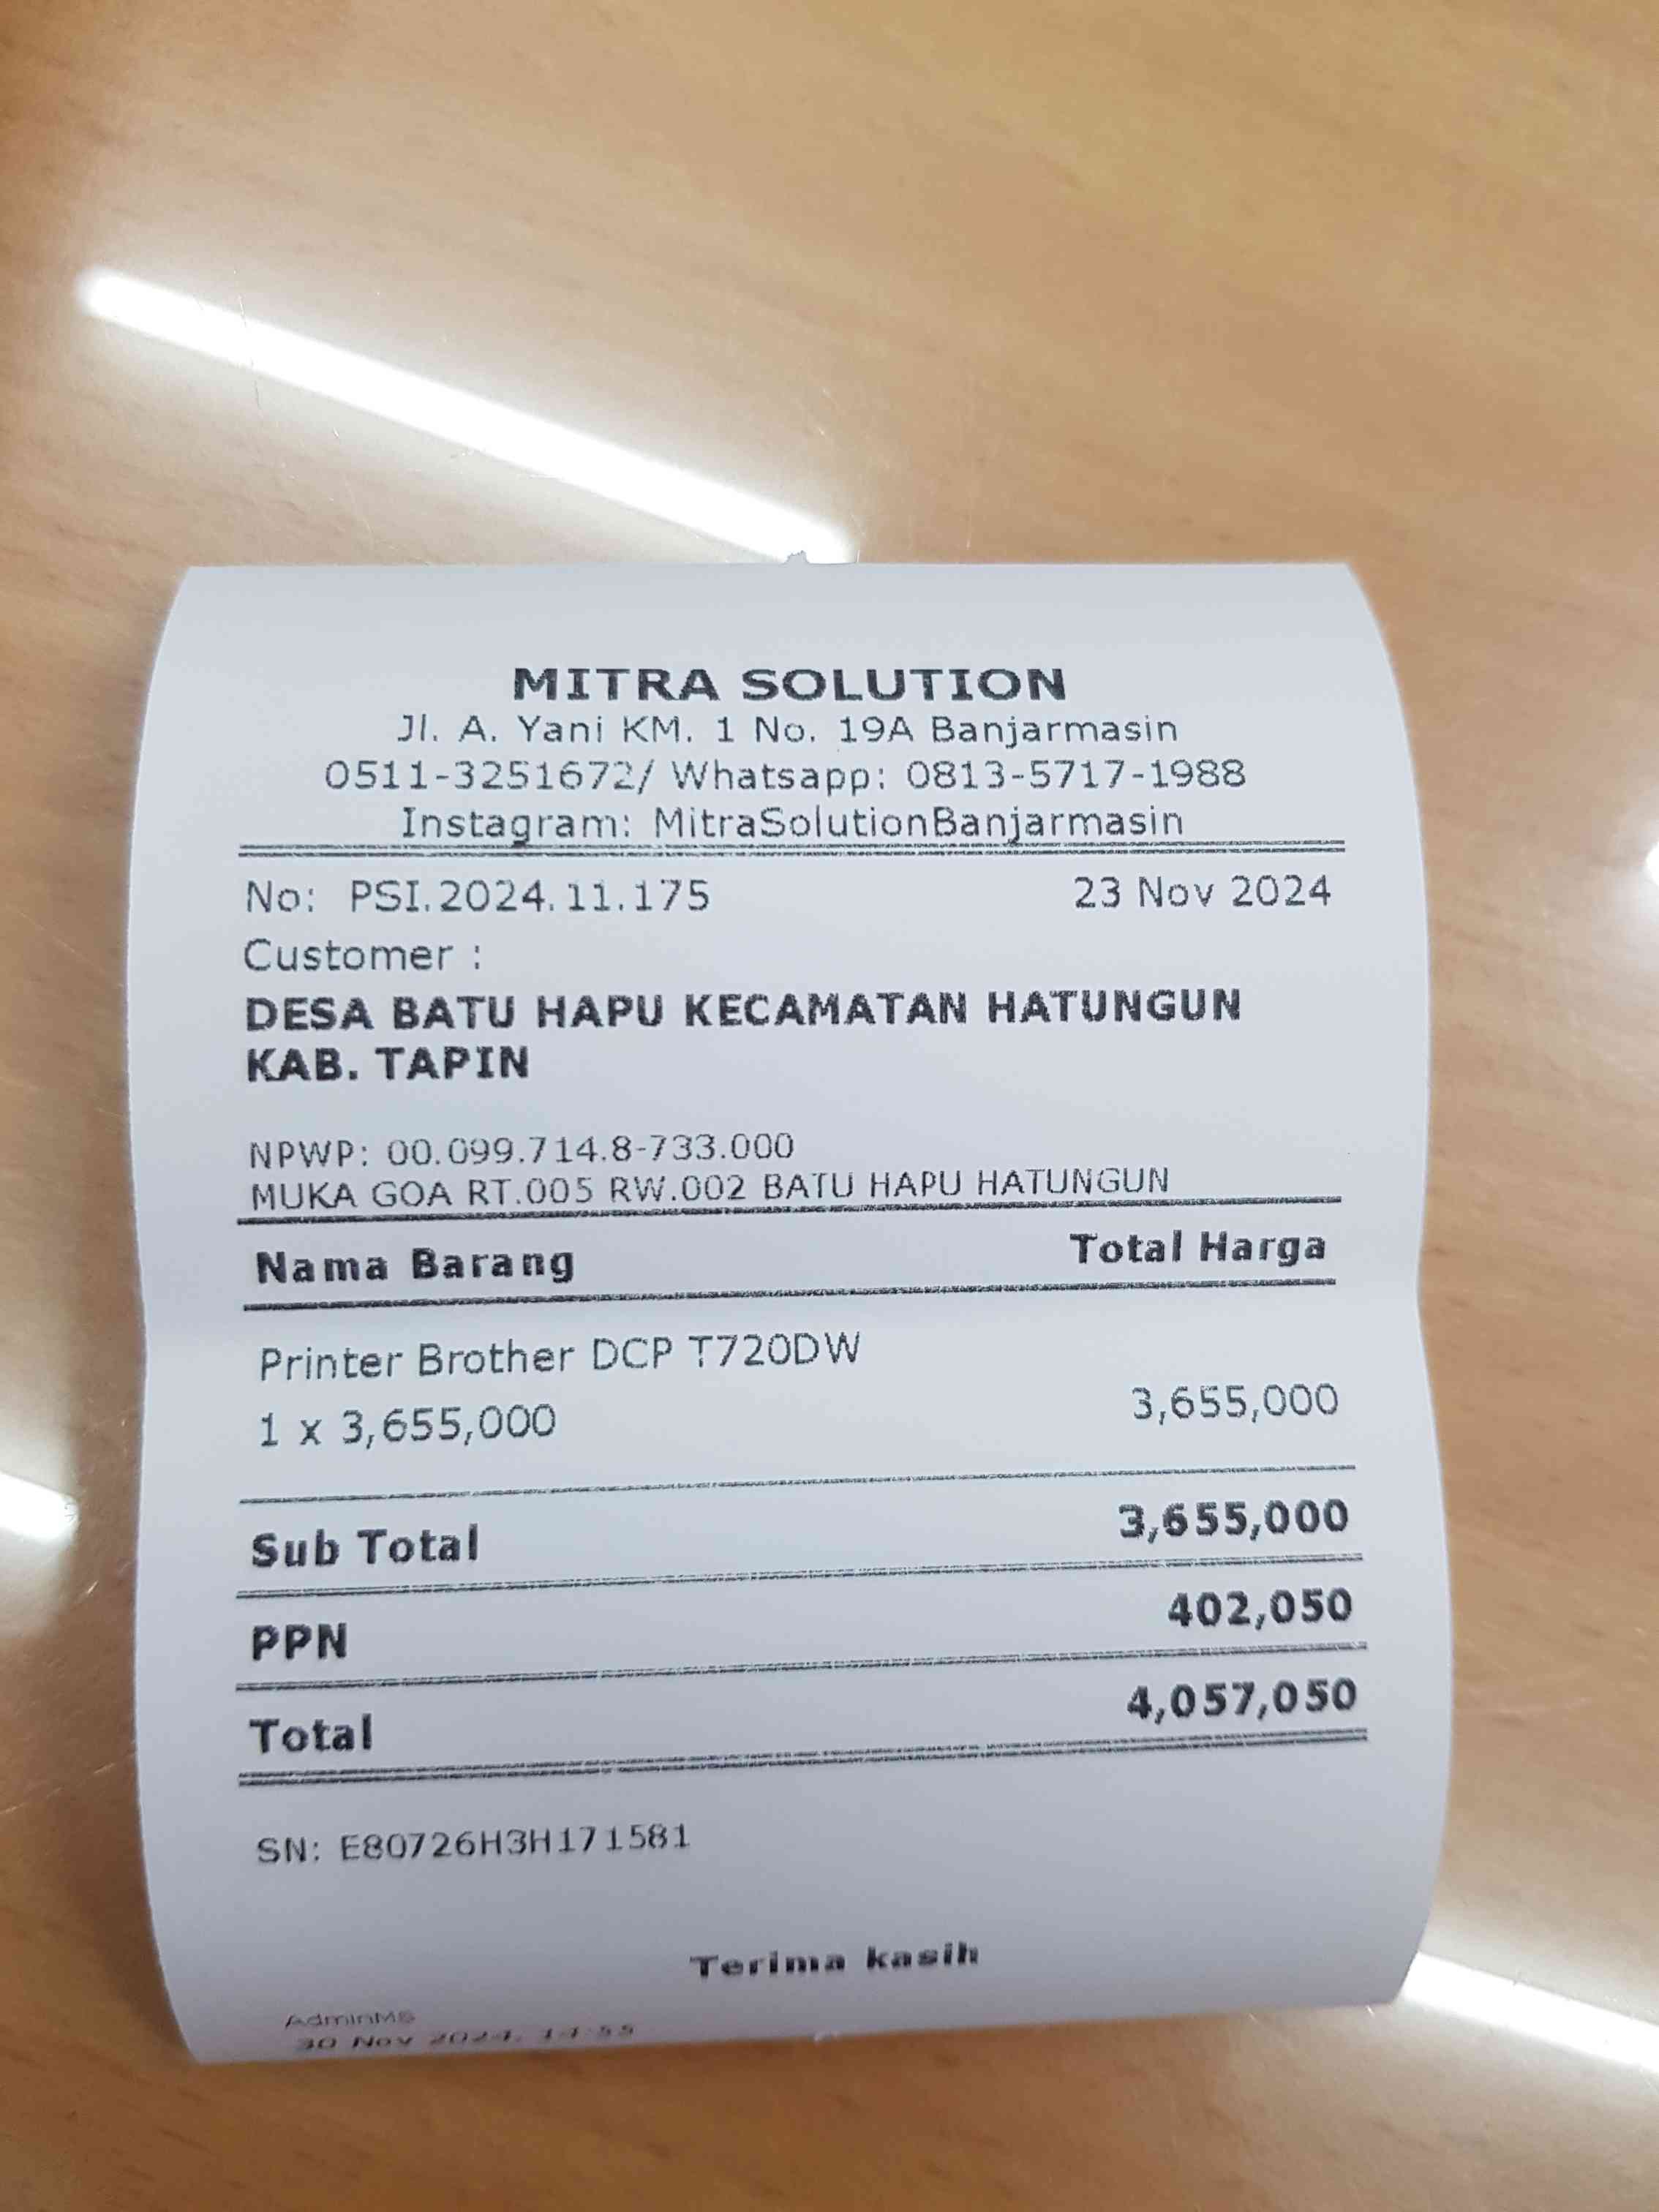 MITRA SOLUTION
Jl. A. Yani KM. 1 No. 19A Banjarmasin
0511-3251672/ Whatsapp: 0813-5717-1988
Instagram: MitraSolutionBanjarmasin
No: PSI.2024.11.175 23 Nov 2024
Customer :
DESA BATU HAPU KECAMATAN HATUNGUN
KAB. TAPIN
NPWP: 00.099.714.8-733.000
MUKA GOA RT.005 RW.002 BATU HAPU HATUNGUN
Nama Barang Total Harga
Printer Brother DCP T720DW
1 x 3,655,000 3,655,000
Sub Total 3,655,000
PPN 402,050
Total 4,057,050
SN: E80726H3H171581
Terima kasih
AdminMS
30 Nov 2024, 14:55